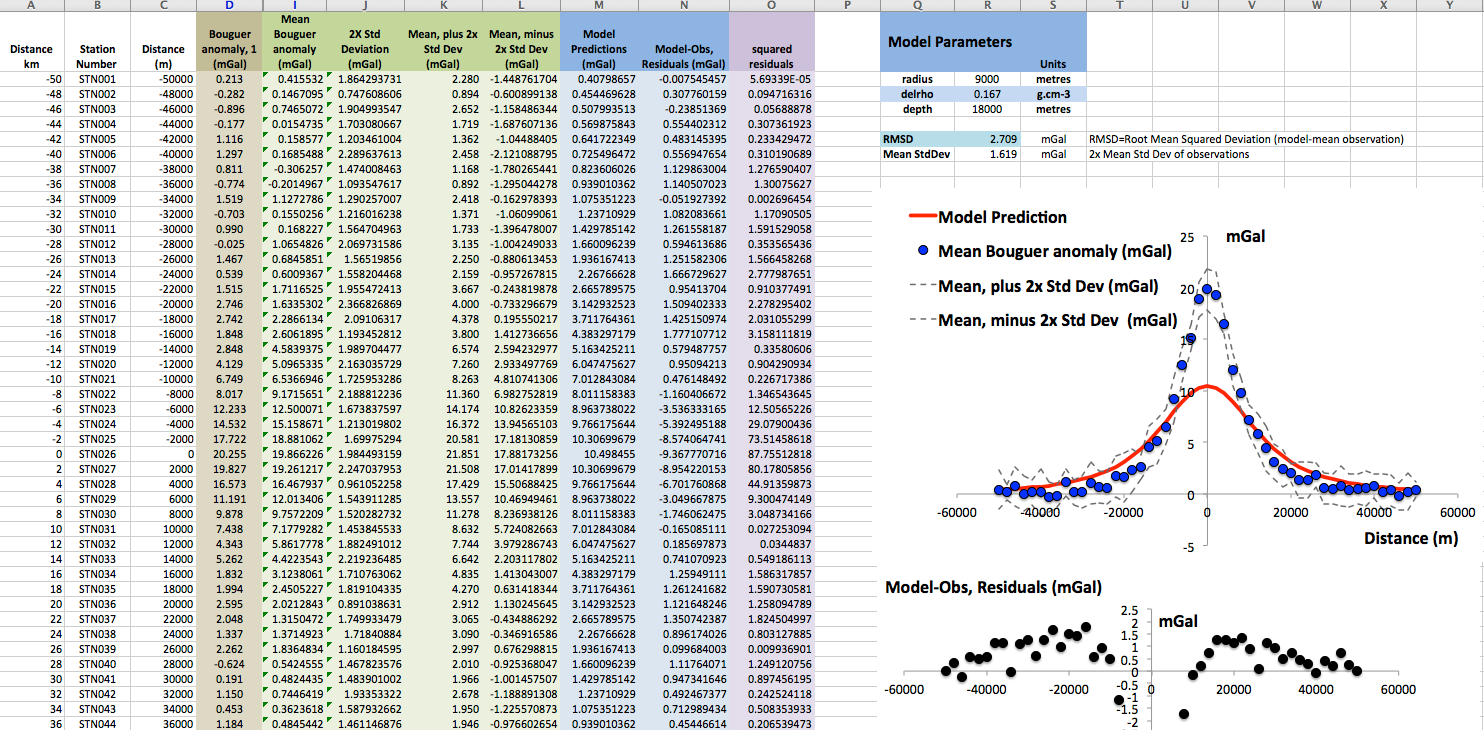 A B C D I J K L M N O P Q R S T U V W X Y
Distance km Station Number Distance (m) Bouguer anomaly, 1 (mGal) Mean Bouguer anomaly (mGal) 2X Std Deviation (mGal) Mean, plus 2x Std Dev (mGal) Mean, minus 2x Std Dev (mGal) Model Predictions (mGal) Model-Obs, Residuals (mGal) squared residuals
-50 STN001 -50000 0.213 0.415532 1.864293731 2.280 -1.448761704 0.40798657 -0.007545457 5.69339E-05
-48 STN002 -48000 -0.282 0.1467095 0.747608606 0.894 -0.600899138 0.454469628 0.307760159 0.094716316
-46 STN003 -46000 -0.896 0.7465072 1.904993547 2.652 -1.158486344 0.507993513 -0.23851369 0.05688878
-44 STN004 -44000 -0.177 0.0154735 1.703080667 1.719 -1.687607136 0.569875843 0.554402312 0.307361923
-42 STN005 -42000 1.116 0.158577 1.203461004 1.362 -1.04488405 0.641722349 0.483145395 0.233429472
-40 STN006 -40000 1.297 0.1685488 2.289637613 2.458 -2.121088795 0.725496472 0.556947654 0.310190689
-38 STN007 -38000 0.811 -0.306257 1.474008463 1.168 -1.780265441 0.823606026 1.129863004 1.276590407
-36 STN008 -36000 -0.774 -0.2014967 1.093547617 0.892 -1.295044278 0.939010362 1.140507023 1.30075627
-34 STN009 -34000 1.519 1.1272786 1.290257007 2.418 -0.162978393 1.075351223 -0.051927392 0.002696454
-32 STN010 -32000 -0.703 0.1550256 1.216016238 1.371 -1.06099061 1.23710929 1.082083661 1.17090505
-30 STN011 -30000 0.990 0.168227 1.564704963 1.733 -1.396478007 1.429785142 1.261558187 1.591529058
-28 STN012 -28000 -0.025 1.0654826 2.069731586 3.135 -1.004249033 1.660096239 0.594613686 0.353565436
-26 STN013 -26000 1.467 0.6845851 1.56519856 2.250 -0.880613453 1.936167413 1.251582306 1.566458268
-24 STN014 -24000 0.539 0.6009367 1.558204468 2.159 -0.957267815 2.26766628 1.666729627 2.777987651
-22 STN015 -22000 1.515 1.7116525 1.955472413 3.667 -0.243819878 2.665789575 0.95413704 0.910377491
-20 STN016 -20000 2.746 1.6335302 2.366826869 4.000 -0.733296679 3.142932523 1.509402333 2.278295402
-18 STN017 -18000 2.742 2.2866134 2.09106317 4.378 0.195550217 3.711764361 1.425150974 2.031055299
-16 STN018 -16000 1.848 2.6061895 1.193452812 3.800 1.412736656 4.383297179 1.777107712 3.158111819
-14 STN019 -14000 2.848 4.5839375 1.989704477 6.574 2.594232977 5.163425211 0.579487757 0.33580606
-12 STN020 -12000 4.129 5.0965335 2.163035729 7.260 2.933497769 6.047475627 0.95094213 0.904290934
-10 STN021 -10000 6.749 6.5366946 1.725953286 8.263 4.810741306 7.012843084 0.476148492 0.226717386
-8 STN022 -8000 8.017 9.1715651 2.188812236 11.360 6.982752819 8.011158383 -1.160406672 1.346543645
-6 STN023 -6000 12.233 12.500071 1.673837597 14.174 10.82623359 8.963738022 -3.536333165 12.50565226
-4 STN024 -4000 14.532 15.158671 1.213019802 16.372 13.94565103 9.766175644 -5.392495188 29.07900436
-2 STN025 -2000 17.722 18.881062 1.69975294 20.581 17.18130859 10.30699679 -8.574064741 73.51458618
0 STN026 0 20.255 19.866226 1.984493159 21.851 17.88173256 10.498455 -9.367770716 87.75512818
2 STN027 2000 19.827 19.261217 2.247037953 21.508 17.01417899 10.30699679 -8.954220153 80.17805856
4 STN028 4000 16.573 16.467937 0.961052258 17.429 15.50688425 9.766175644 -6.701760868 44.91359873
6 STN029 6000 11.191 12.013406 1.543911283 13.557 10.46949461 8.963738022 -3.049667875 9.300474149
8 STN030 8000 9.878 9.7572209 1.520282732 11.278 8.236938126 8.011158383 -1.746062475 3.048734166
10 STN031 10000 7.438 7.1779282 1.453845533 8.632 5.724082663 7.012843084 -0.165085111 0.027253094
12 STN032 12000 4.343 5.8617778 1.882491012 7.744 3.979286743 6.047475627 0.185697873 0.0344837
14 STN033 14000 5.262 4.4223543 2.219236485 6.642 2.203117802 5.163425211 0.741070923 0.549186113
16 STN034 16000 1.832 3.1238061 1.710763062 4.835 1.413043007 4.383297179 1.25949111 1.586317857
18 STN035 18000 1.994 2.4505227 1.819104335 4.270 0.631418344 3.711764361 1.261241682 1.590730581
20 STN036 20000 2.595 2.0212843 0.891038631 2.912 1.130245645 3.142932523 1.121648246 1.258094789
22 STN037 22000 2.048 1.3150472 1.749933479 3.065 -0.434886292 2.665789575 1.350742387 1.824504997
24 STN038 24000 1.337 1.3714923 1.71840884 3.090 -0.346916586 2.26766628 0.896174026 0.803127885
26 STN039 26000 2.262 1.8364834 1.160184595 2.997 0.676298815 1.936167413 0.099684003 0.009936901
28 STN040 28000 -0.624 0.5424555 1.467823576 2.010 -0.925368047 1.660096239 1.11764071 1.249120756
30 STN041 30000 0.191 0.4824435 1.483901002 1.966 -1.001457507 1.429785142 0.947341646 0.897456195
32 STN042 32000 1.150 0.7446419 1.93353322 2.678 -1.188891308 1.23710929 0.492467377 0.242524118
34 STN043 34000 0.453 0.3623618 1.587932662 1.950 -1.225570873 1.075351223 0.712989434 0.508353933
36 STN044 36000 1.184 0.4845442 1.461146876 1.946 -0.976602654 0.939010362 0.45446614 0.206539473
Model Parameters
Units
radius 9000 metres
delrho 0.167 g.cm-3
depth 18000 metres
RMSD 2.709 mGal RMSD=Root Mean Squared Deviation (model-mean observation)
Mean StdDev 1.619 mGal 2x Mean Std Dev of observations
Model Prediction
Mean Bouguer anomaly (mGal)
Mean, plus 2x Std Dev (mGal)
Mean, minus 2x Std Dev (mGal)
mGal
25
20
15
10
5
0
-5
-60000 -40000 -20000 0 20000 40000 60000
Distance (m)
Model-Obs, Residuals (mGal)
mGal
2.5
2
1.5
1
0.5
0
-0.5
-1
-1.5
-2
-60000 -40000 -20000 0 20000 40000 60000